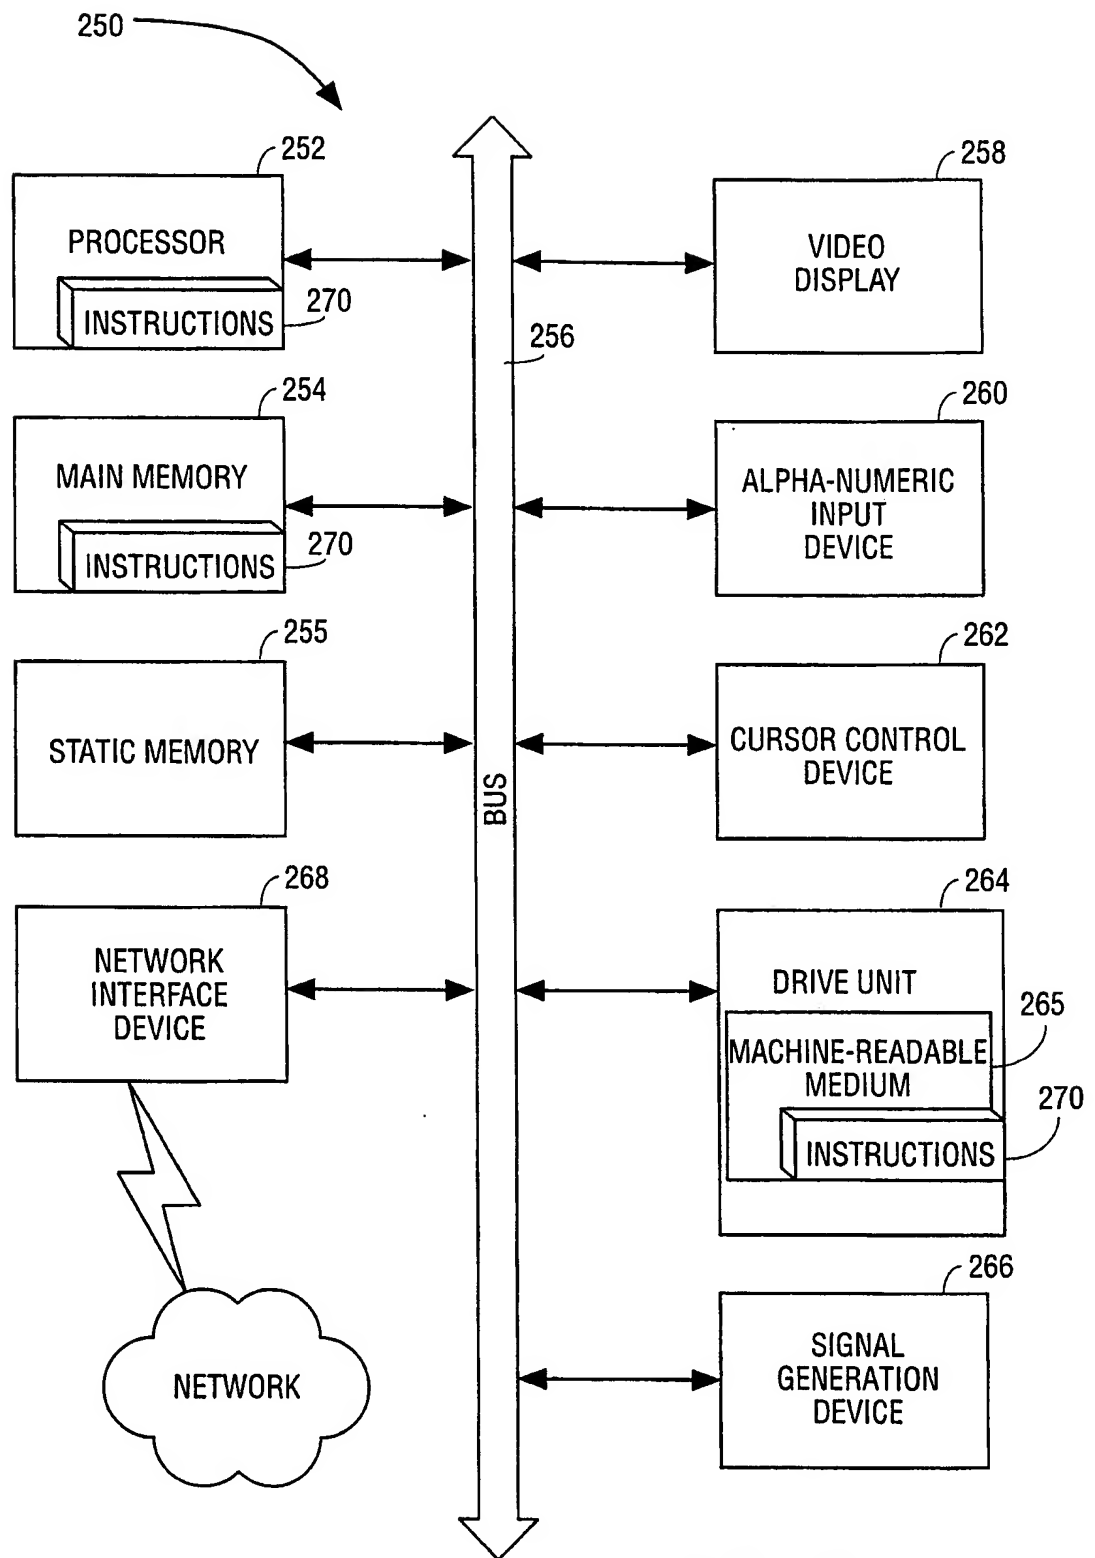 250
252
PROCESSOR
INSTRUCTIONS
270
254
MAIN MEMORY
INSTRUCTIONS
270
255
STATIC MEMORY
268
NETWORK
INTERFACE
DEVICE
NETWORK
256
BUS
258
VIDEO
DISPLAY
260
ALPHA-NUMERIC
INPUT
DEVICE
262
CURSOR CONTROL
DEVICE
264
DRIVE UNIT
265
MACHINE-READABLE
MEDIUM
270
INSTRUCTIONS
266
SIGNAL
GENERATION
DEVICE